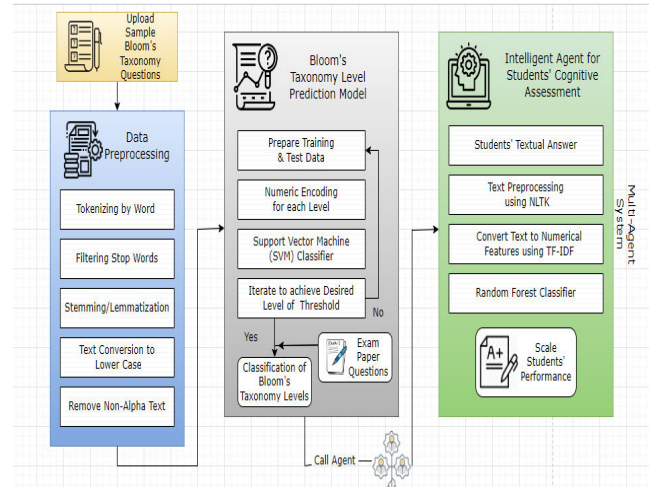 Upload
Sample
Bloom's
Taxonomy
Questions
Data
Preprocessing
Tokenizing by Word
Filtering Stop Words
Stemming/Lemmatization
Text Conversion to
Lower Case
Remove Non-Alpha Text
Bloom's
Taxonomy Level
Prediction Model
Prepare Training
& Test Data
Numeric Encoding
for each Level
Support Vector Machine
(SVM) Classifier
Iterate to achieve Desired
Level of Threshold
No
Yes
Exam
Paper
Questions
Classification of
Bloom's
Taxonomy Levels
Call Agent
Intelligent Agent for
Students' Cognitive
Assessment
Students' Textual Answer
Text Preprocessing
using NLTK
Convert Text to Numerical
Features using TF-IDF
Random Forest Classifier
A+
Scale
Students'
Performance
Multi-Agent
System